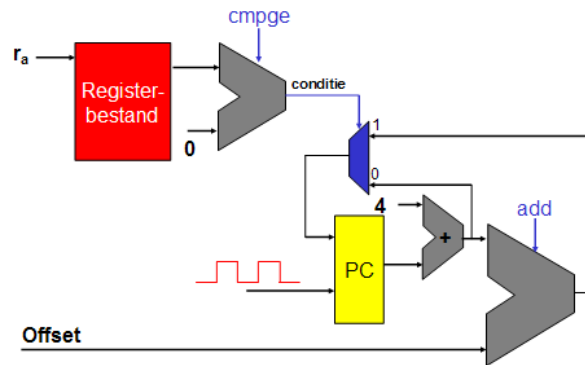 cmpge
rₐ
Register-
bestand
conditie
0
1
0
4
add
+
PC
Offset